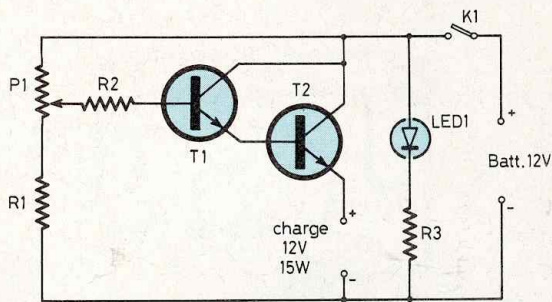 K1
P1
R2
T2
+
LED1
T1
Batt.12V
R1
+
charge
12V
15W
R3
-
-